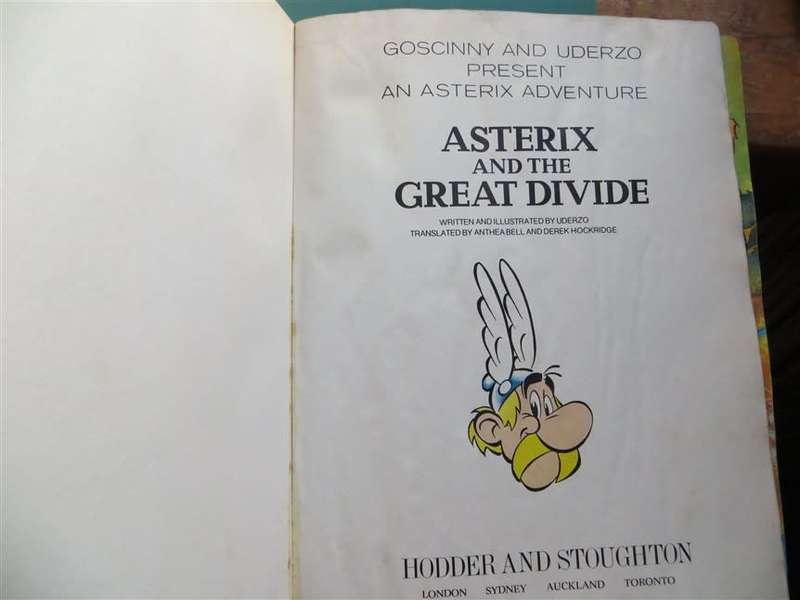 GOSCINNY AND UDERZO
PRESENT
AN ASTERIX ADVENTURE
ASTERIX
AND THE
GREAT DIVIDE
WRITTEN AND ILLUSTRATED BY UDERZO
TRANSLATED BY ANTHEA BELL AND DEREK HOCKRIDGE
HODDER AND STOUGHTON
LONDON SYDNEY AUCKLAND TORONTO